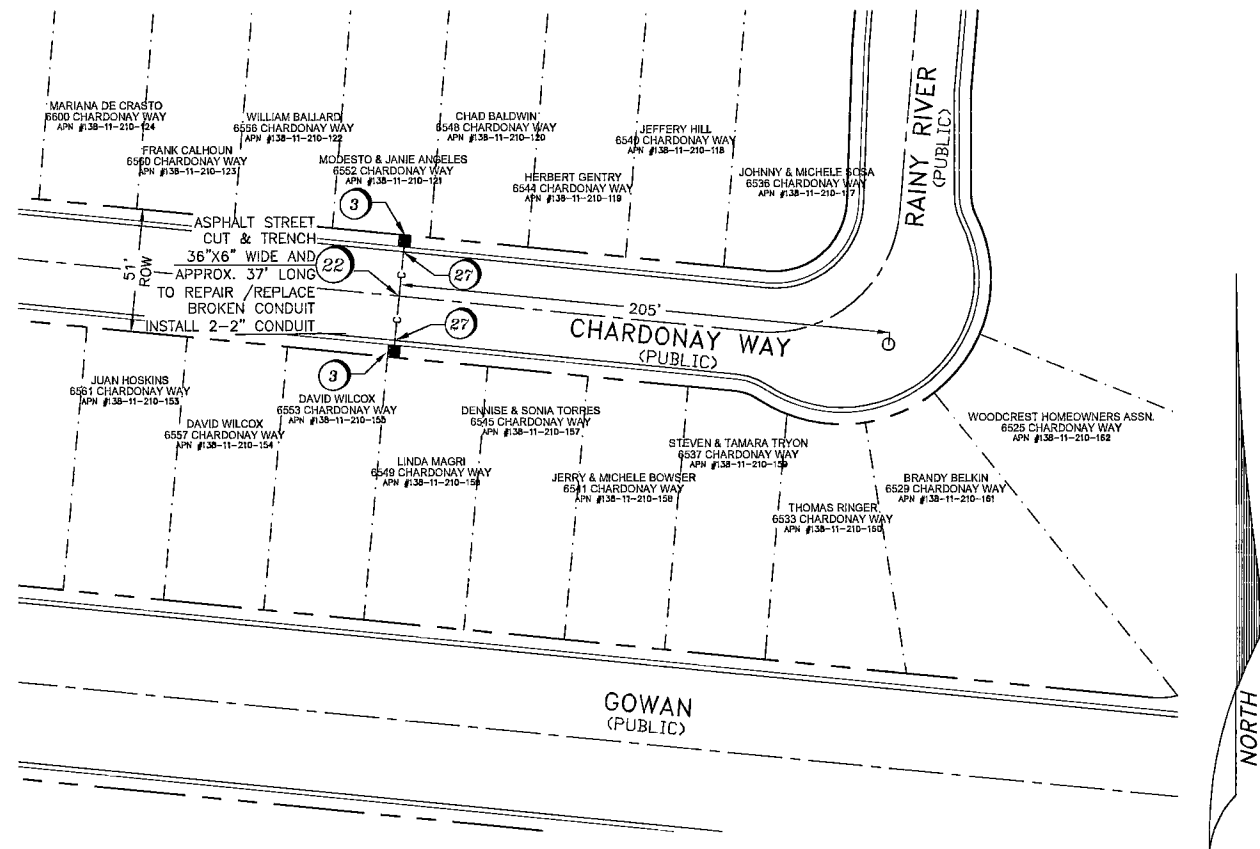 MARIANA DE CRASTO
6600 CHARDONAY WAY
APN #138-11-210-124
FRANK CALHOUN
6560 CHARDONAY WAY
APN #138-11-210-123
WILLIAM BALLARD
6556 CHARDONAY WAY
APN #138-11-210-122
MODESTO & JANIE ANGELES
6552 CHARDONAY WAY
APN #138-11-210-121
CHAD BALDWIN
6548 CHARDONAY WAY
APN #138-11-210-120
HERBERT GENTRY
6544 CHARDONAY WAY
APN #138-11-210-119
JEFFERY HILL
6540 CHARDONAY WAY
APN #138-11-210-118
JOHNNY & MICHELE SOSA
6536 CHARDONAY WAY
APN #138-11-210-117
RAINY RIVER
(PUBLIC)
3
51'
ROW
ASPHALT STREET
CUT & TRENCH
36"X6" WIDE AND
APPROX. 37' LONG
TO REPAIR /REPLACE
BROKEN CONDUIT
INSTALL 2-2" CONDUIT
22
27
C
C
27
205'
CHARDONAY WAY
(PUBLIC)
3
JUAN HOSKINS
6561 CHARDONAY WAY
APN #138-11-210-153
DAVID WILCOX
6557 CHARDONAY WAY
APN #138-11-210-154
DAVID WILCOX
6553 CHARDONAY WAY
APN #138-11-210-155
LINDA MAGRI
6549 CHARDONAY WAY
APN
DENNISE & SONIA TORRES
6545 CHARDONAY WAY
APN #138-11-210-157
JERRY & MICHELE BOWSER
6541 CHARDONAY WAY
APN #138-11-210-158
STEVEN & TAMARA TRYON
6537 CHARDONAY WAY
APN #138-11-210-159
THOMAS RINGER
6533 CHARDONAY WAY
APN #138-11-210-160
BRANDY BELKIN
6529 CHARDONAY WAY
APN #138-11-210-161
WOODCREST HOMEOWNERS ASSN.
6525 CHARDONAY WAY
APN #138-11-210-162
GOWAN
(PUBLIC)
NORTH